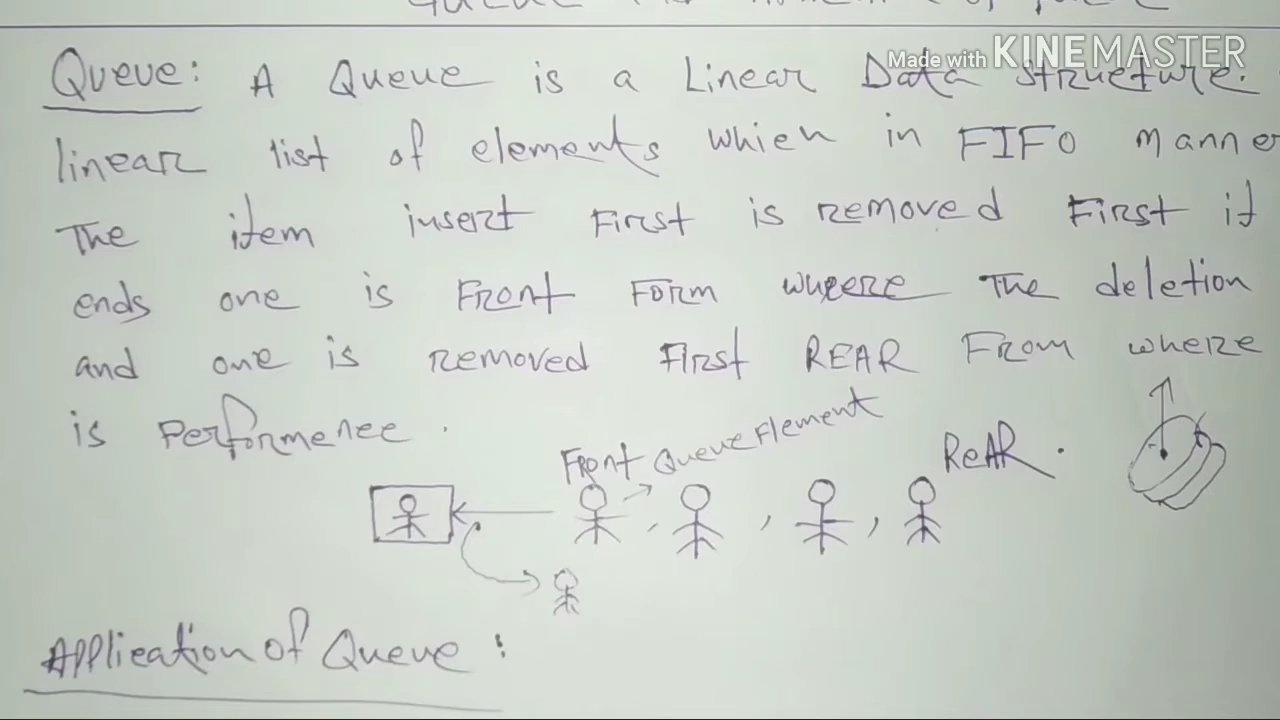 Queue: A Queue is a Linear Data structure.
linear list of elements which in FIFO manner
The item insert First is removed First it
ends one is Front Form wheere The deletion
and one is removed First REAR From where
is Performence.
Front Queue Element
REAR.
Application of Queue:
Made with KINEMASTER